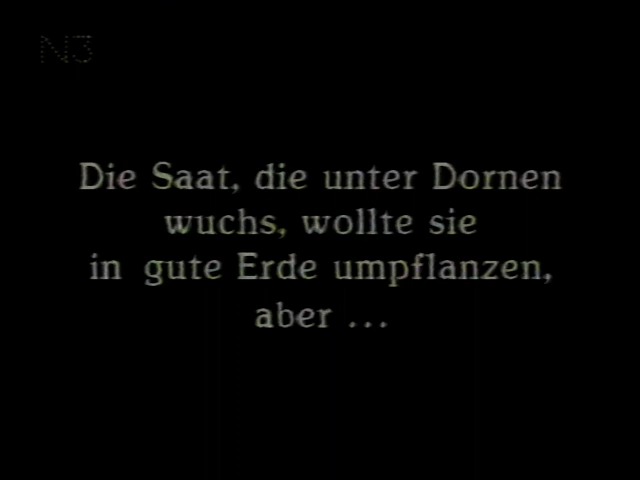 N3
Die Saat, die unter Dornen
wuchs, wollte sie
in gute Erde umpflanzen,
aber ...